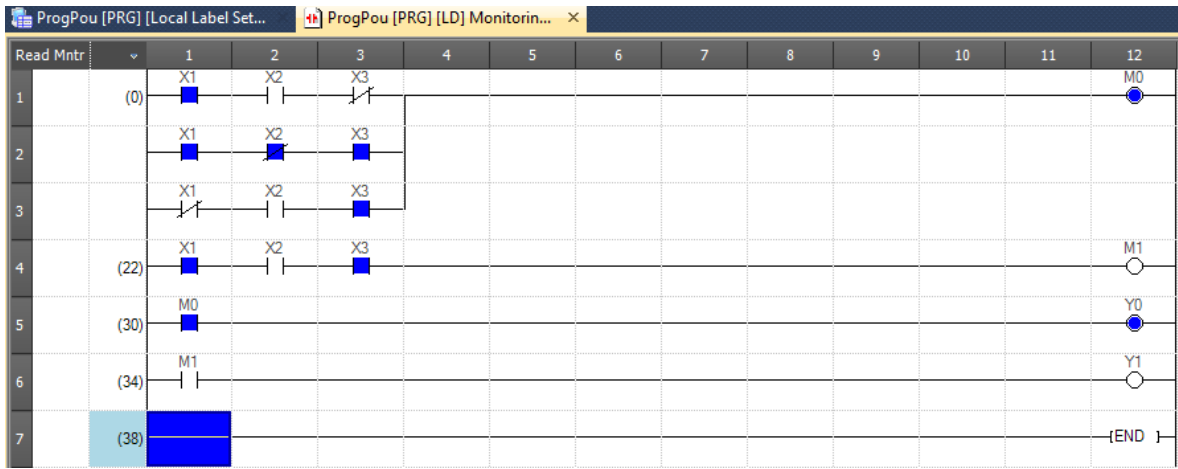 ProgPou [PRG] [Local Label Set... ProgPou [PRG] [LD] Monitorin...
Read Mntr 1 2 3 4 5 6 7 8 9 10 11 12
X1 X2 X3 M0
1 (0)
X1 X2 X3
2
X1 X2 X3
3
X1 X2 X3 M1
4 (22)
M0 Y0
5 (30)
M1 Y1
6 (34)
7 (38) [END ]